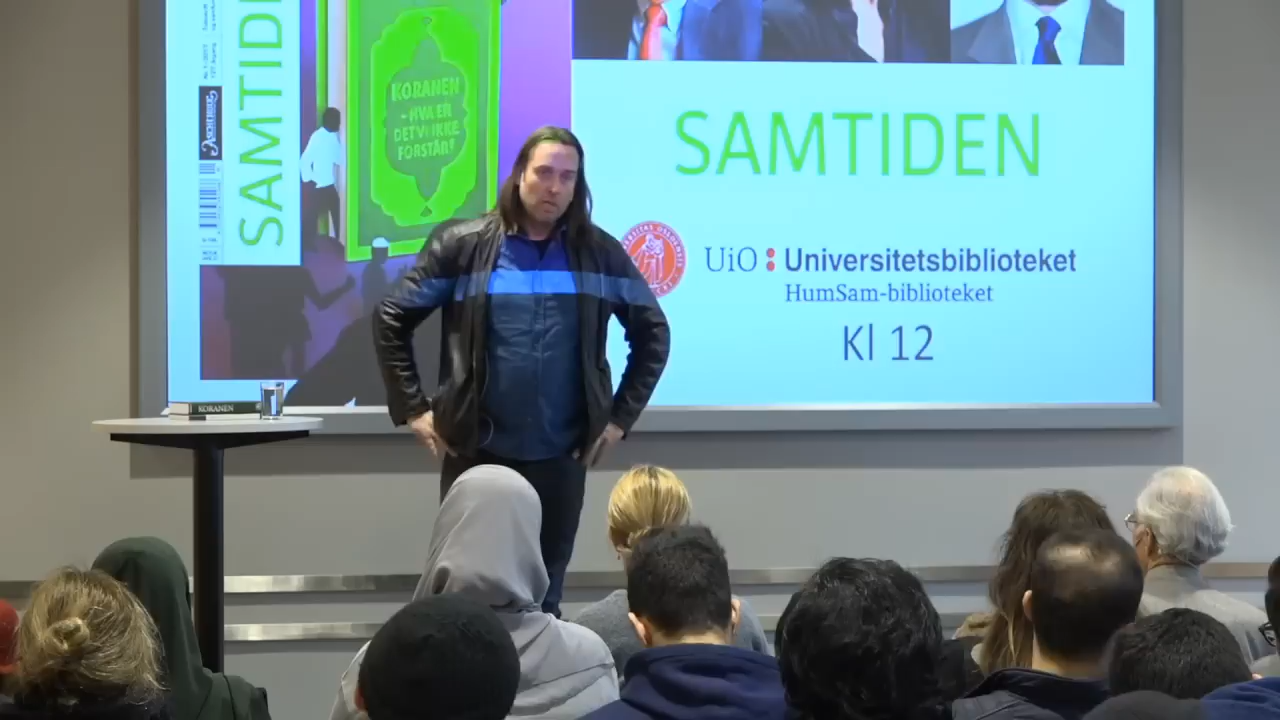 SAMTIDEN
KORANEN
- HVA ER
DET VI IKKE
FORSTÅR?
SAMTIDEN
UiO : Universitetsbiblioteket
HumSam-biblioteket
Kl 12
KORANEN